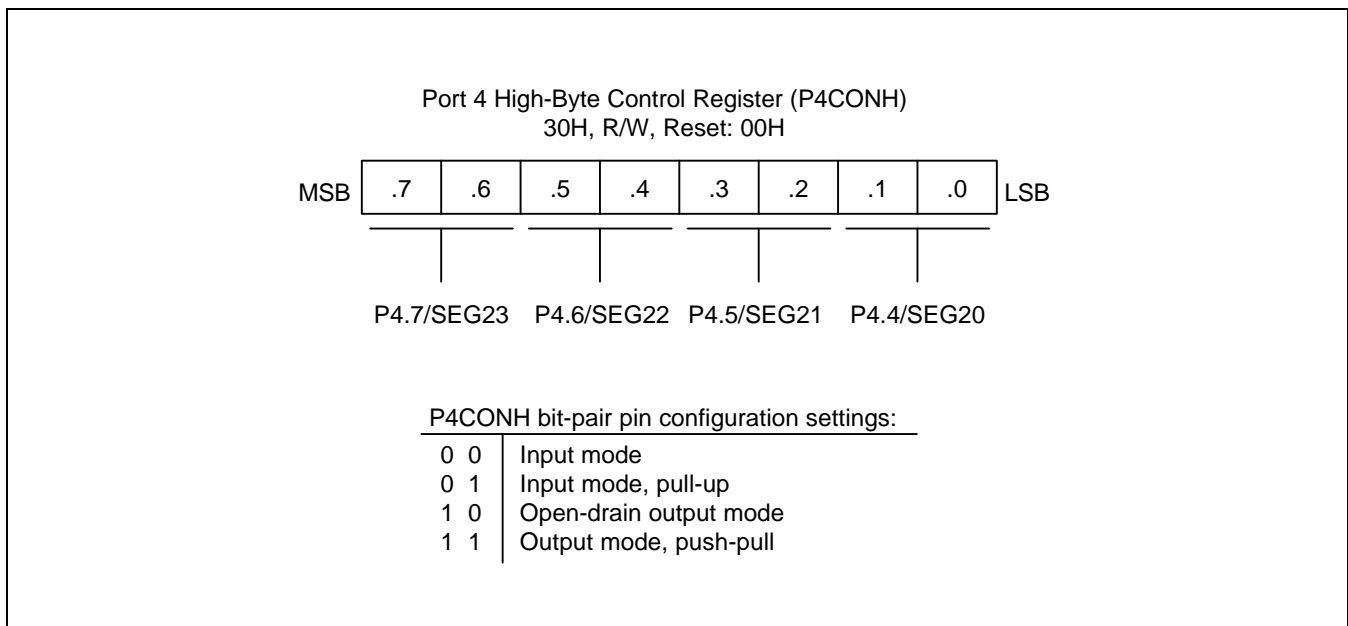 Port 4 High-Byte Control Register (P4CONH)
30H, R/W, Reset: 00H
MSB .7 .6 .5 .4 .3 .2 .1 .0 LSB
P4.7/SEG23 P4.6/SEG22 P4.5/SEG21 P4.4/SEG20
P4CONH bit-pair pin configuration settings:
0 0 Input mode
0 1 Input mode, pull-up
1 0 Open-drain output mode
1 1 Output mode, push-pull